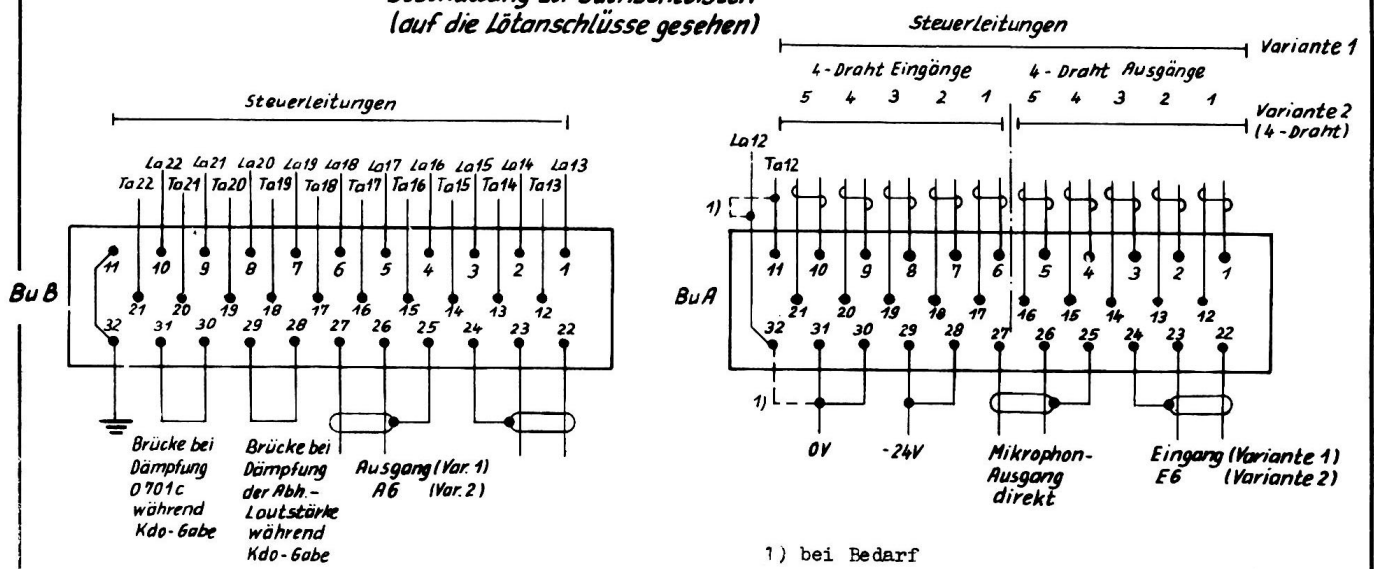 (auf die Lötanschlüsse gesehen)
Steuerleitungen
La22 La21 La20 La19 La18 La17 La16 La15 La14 La13
Ta22 Ta21 Ta20 Ta19 Ta18 Ta17 Ta16 Ta15 Ta14 Ta13
Bu B
11 10 9 8 7 6 5 4 3 2 1
21 20 19 18 17 16 15 14 13 12
32 31 30 29 28 27 26 25 24 23 22
Brücke bei
Dämpfung
0701c
während
Kdo-Gabe
Brücke bei
Dämpfung
der Abh.-
Lautstärke
während
Kdo-Gabe
Ausgang (Var. 1)
A6 (Var. 2)
Steuerleitungen
Variante 1
4-Draht Eingänge 4-Draht Ausgänge
5 4 3 2 1 5 4 3 2 1
Variante 2
(4-Draht)
La12
Ta12
1)
Bu A
11 10 9 8 7 6 5 4 3 2 1
21 20 19 18 17 16 15 14 13 12
32 31 30 29 28 27 26 25 24 23 22
1)
0V
-24V
Mikrophon-
Ausgang
direkt
Eingang (Variante 1)
E6 (Variante 2)
1) bei Bedarf